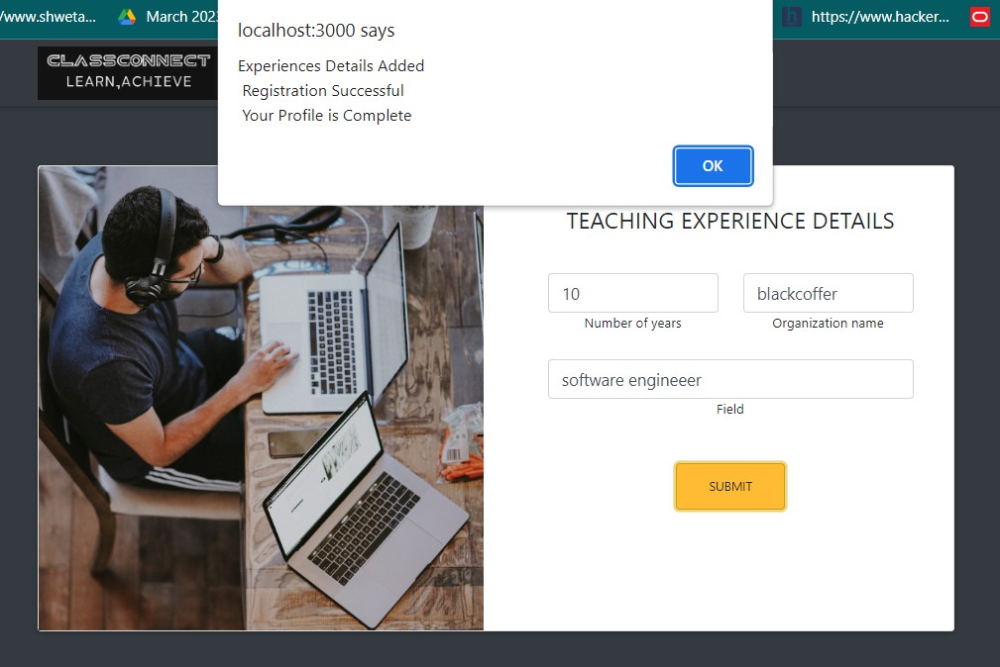 /www.shweta...
March 202
https://www.hacker...
localhost:3000 says
Experiences Details Added
Registration Successful
Your Profile is Complete
OK
CLASSCONNECT
LEARN,ACHIEVE
TEACHING EXPERIENCE DETAILS
10
blackcoffer
Number of years
Organization name
software engineeer
Field
SUBMIT